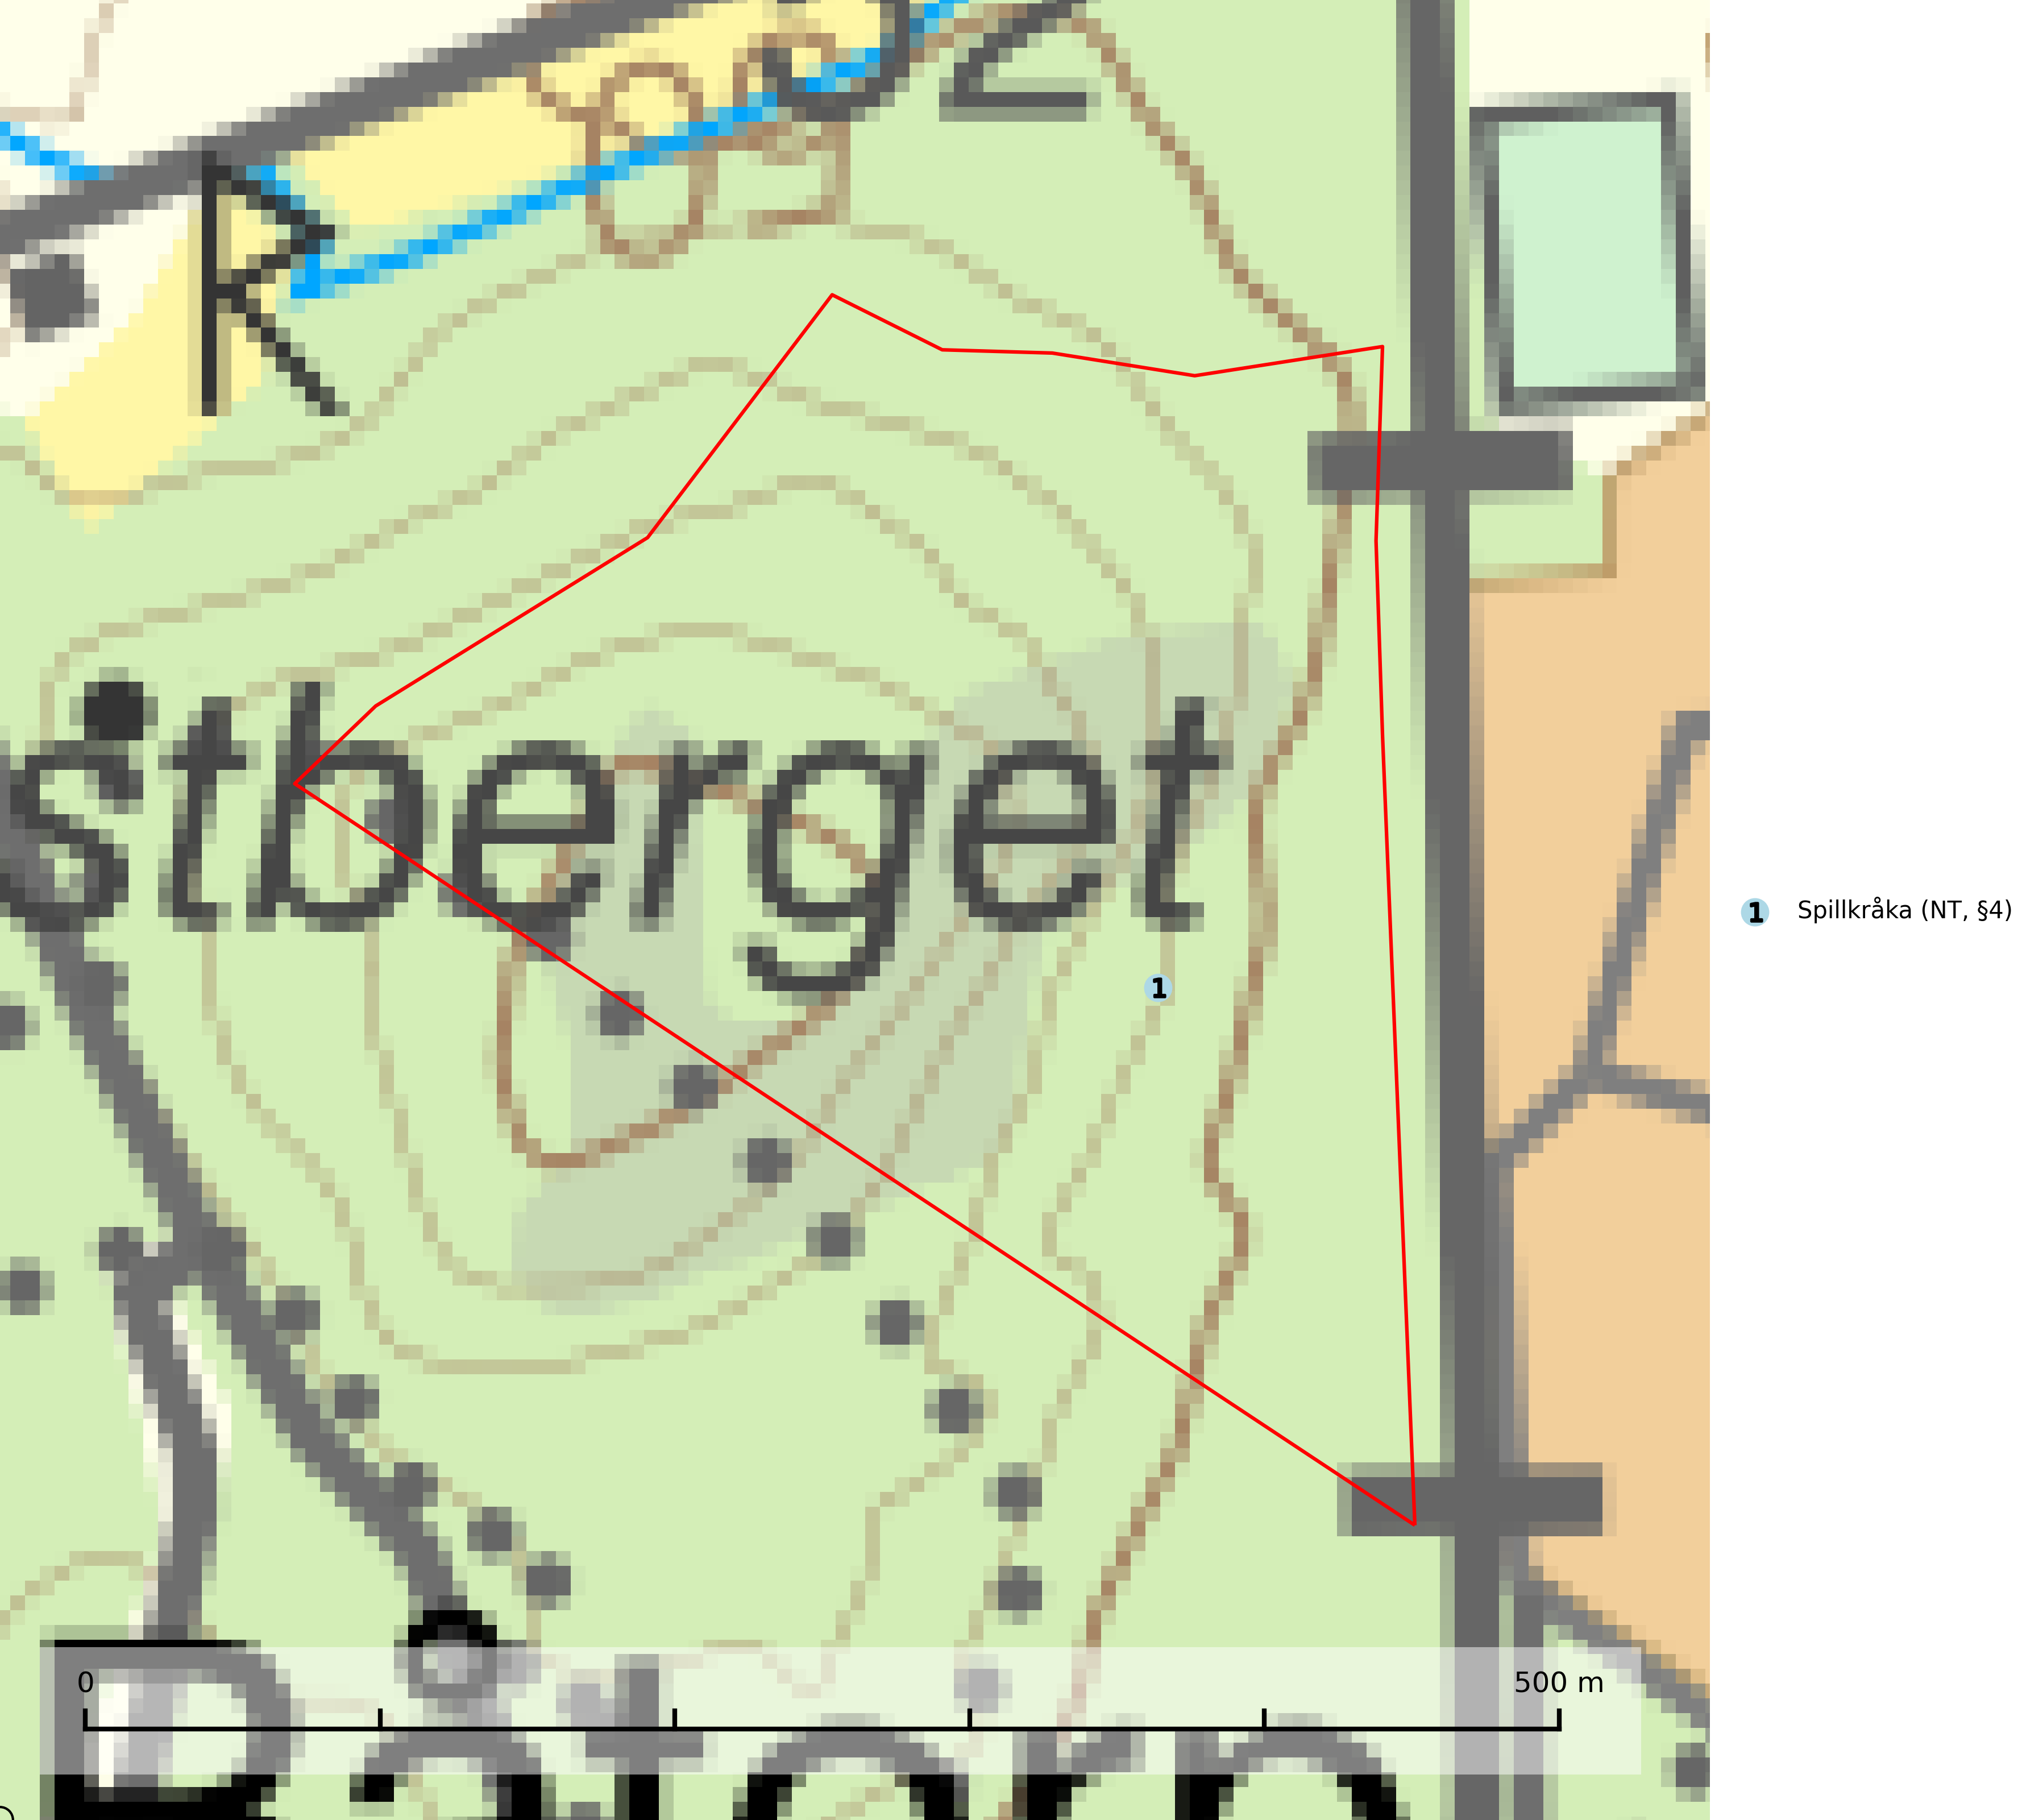 K
stberget
1
1 Spillkråka (NT, §4)
0 500 m